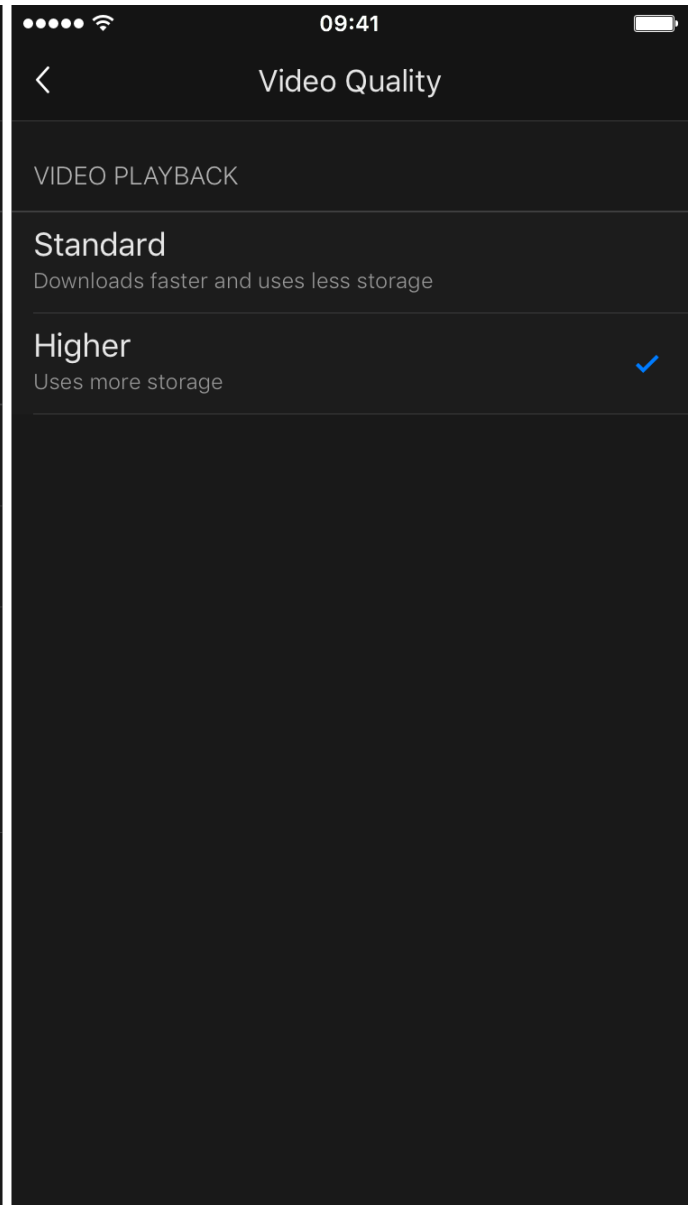 09:41
Video Quality
VIDEO PLAYBACK
Standard
Downloads faster and uses less storage
Higher
Uses more storage